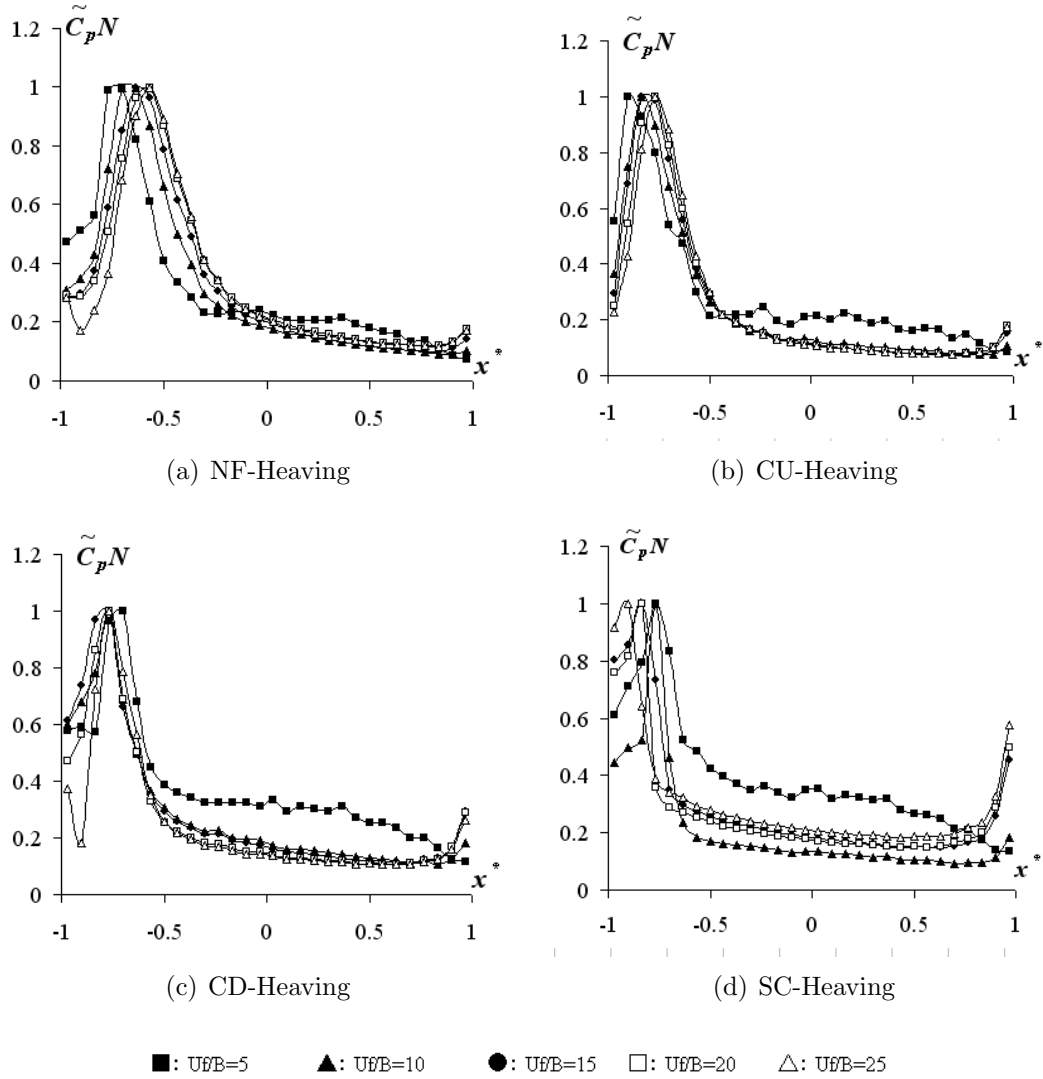 C̃ₚN
1.2
1
0.8
0.6
0.4
0.2
0
-1 -0.5 0 0.5 1
x*
(a) NF-Heaving
C̃ₚN
1.2
1
0.8
0.6
0.4
0.2
0
-1 -0.5 0 0.5 1
x*
(b) CU-Heaving
C̃ₚN
1.2
1
0.8
0.6
0.4
0.2
0
-1 -0.5 0 0.5 1
x*
(c) CD-Heaving
C̃ₚN
1.2
1
0.8
0.6
0.4
0.2
0
-1 -0.5 0 0.5 1
x*
(d) SC-Heaving
■: Uf/B=5 ▲: Uf/B=10 ●: Uf/B=15 □: Uf/B=20 △: Uf/B=25